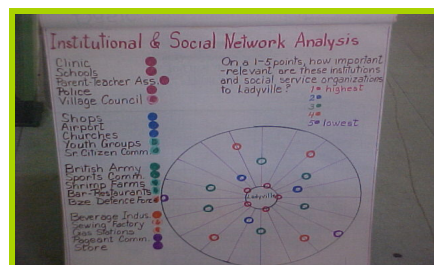 Institutional & Social Network Analysis
Clinic
Schools
Parent-Teacher Ass.
Police
Village Council
On a 1-5 points, how important
-relevant are these institutions
and social service organizations
to Ladyville?
1 = highest
2 =
3 =
4 =
5 = lowest
Shops
Airport
Churches
Youth Groups
Sr. Citizen Comm.
British Army
Sports Comm.
Shrimp Farms
Bar-Restaurants
Bze Defence Force
Beverage Indus.
Sewing Factory
Gas Stations
Pageant Comm.
Store
Ladyville